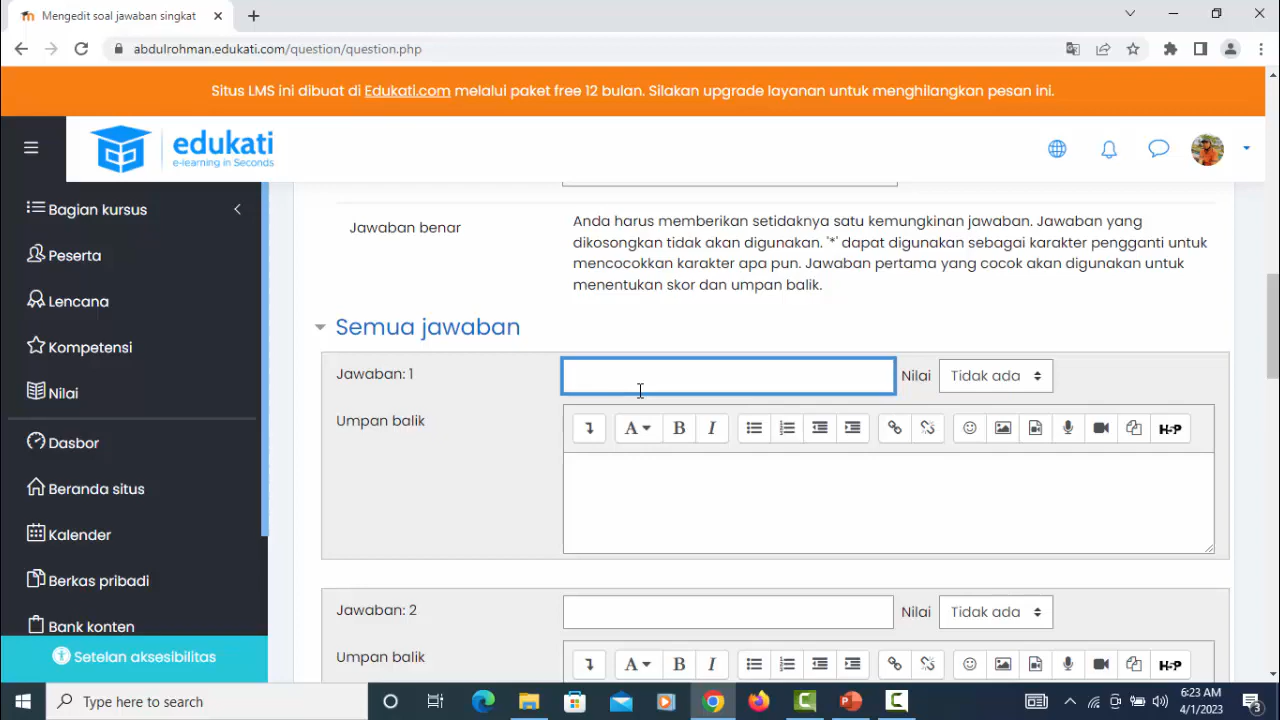 Mengedit soal jawaban singkat
abdulrohman.edukati.com/question/question.php
Situs LMS ini dibuat di Edukati.com melalui paket free 12 bulan. Silakan upgrade layanan untuk menghilangkan pesan ini.
edukati
e-learning in Seconds
Bagian kursus
Peserta
Lencana
Kompetensi
Nilai
Dasbor
Beranda situs
Kalender
Berkas pribadi
Bank konten
Setelan aksesibilitas
Jawaban benar
Anda harus memberikan setidaknya satu kemungkinan jawaban. Jawaban yang
dikosongkan tidak akan digunakan. '*' dapat digunakan sebagai karakter pengganti untuk
mencocokkan karakter apa pun. Jawaban pertama yang cocok akan digunakan untuk
menentukan skor dan umpan balik.
Semua jawaban
Jawaban: 1
Nilai
Tidak ada
Umpan balik
A B I
H-P
Jawaban: 2
Nilai
Tidak ada
Umpan balik
A B I
H-P
Type here to search
6:23 AM
4/1/2023
3